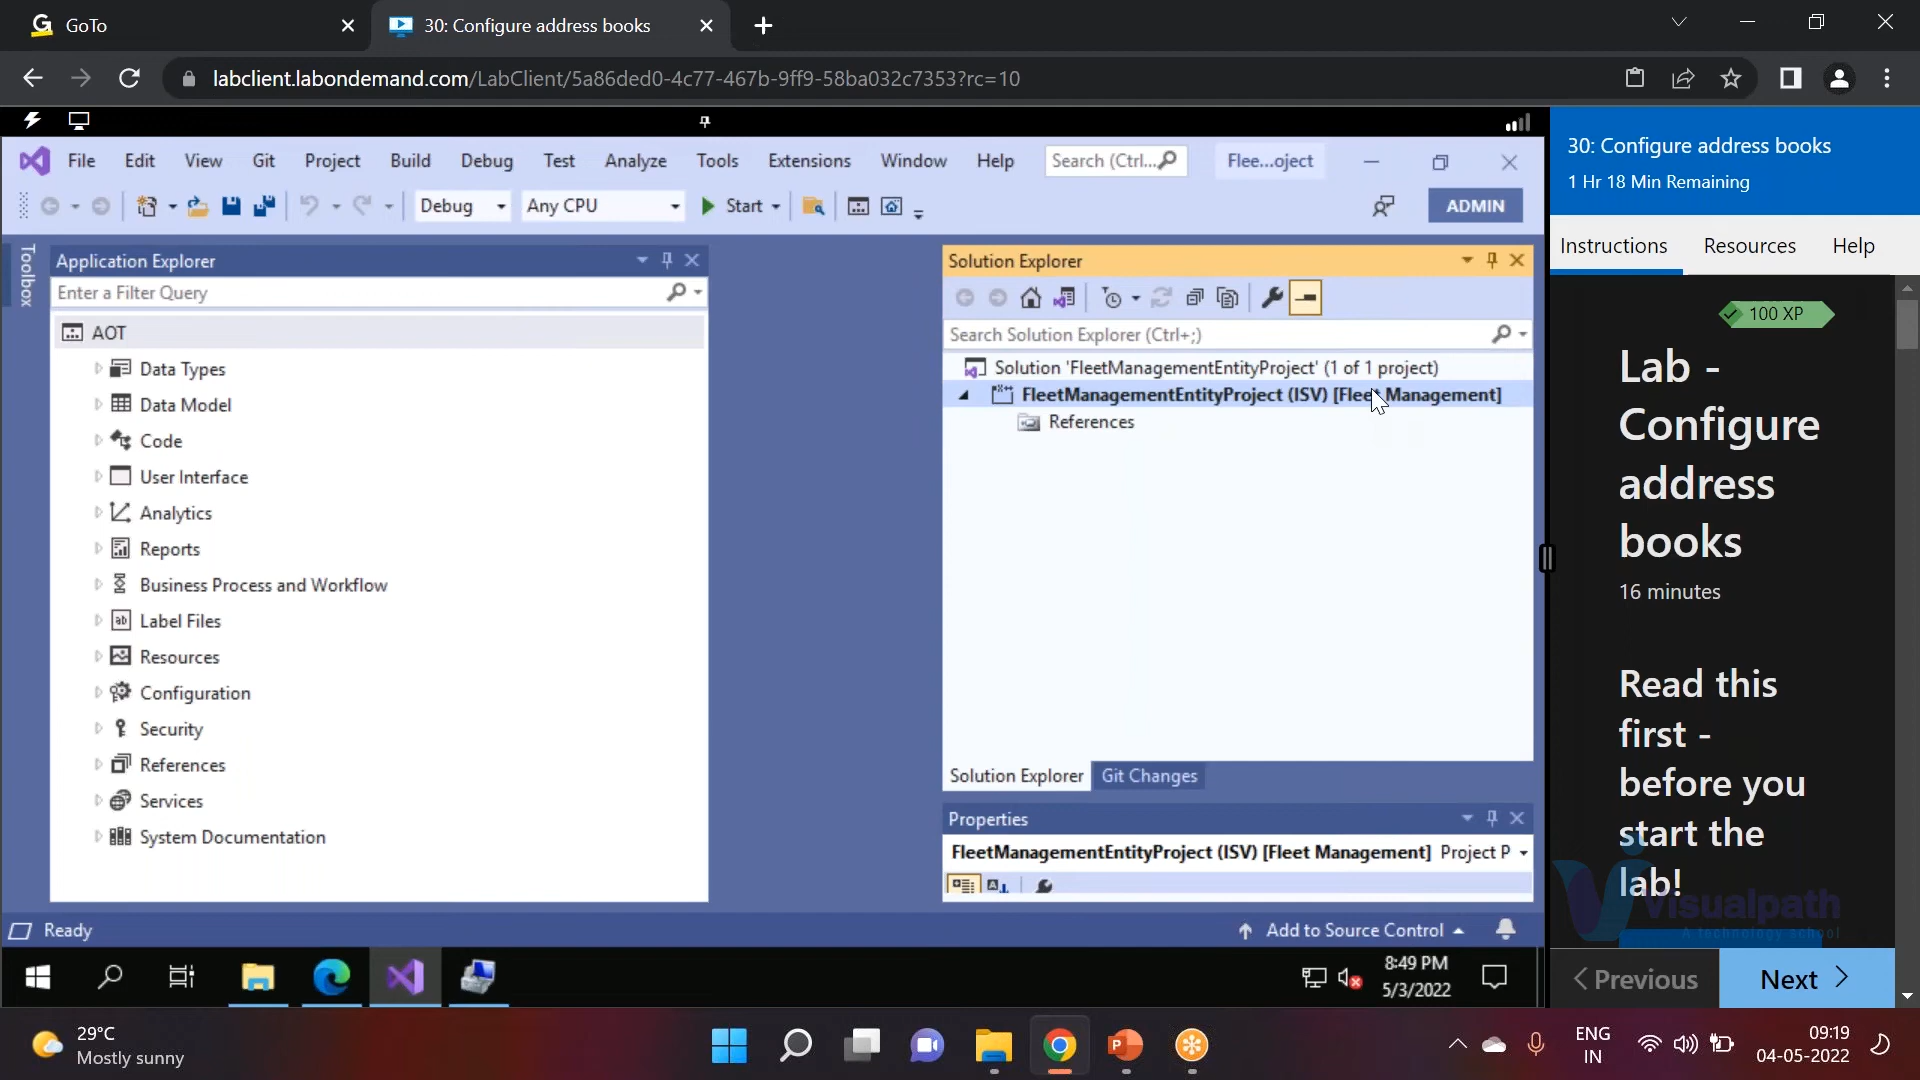 GoTo
30: Configure address books
labclient.labondemand.com/LabClient/5a86ded0-4c77-467b-9ff9-58ba032c7353?rc=10
File Edit View Git Project Build Debug Test Analyze Tools Extensions Window Help Search (Ctrl... Flee...oject
Debug Any CPU Start ADMIN
Toolbox
Application Explorer
Enter a Filter Query
AOT
Data Types
Data Model
Code
User Interface
Analytics
Reports
Business Process and Workflow
Label Files
Resources
Configuration
Security
References
Services
System Documentation
Solution Explorer
Search Solution Explorer (Ctrl+;)
Solution 'FleetManagementEntityProject' (1 of 1 project)
FleetManagementEntityProject (ISV) [Fleet Management]
References
Solution Explorer Git Changes
Properties
FleetManagementEntityProject (ISV) [Fleet Management] Project P
Ready
Add to Source Control
8:49 PM
5/3/2022
30: Configure address books
1 Hr 18 Min Remaining
Instructions Resources Help
100 XP
Lab -
Configure
address
books
16 minutes
Read this
first -
before you
start the
lab!
Visualpath
A technology school
Previous Next
29°C
Mostly sunny
ENG
IN
09:19
04-05-2022